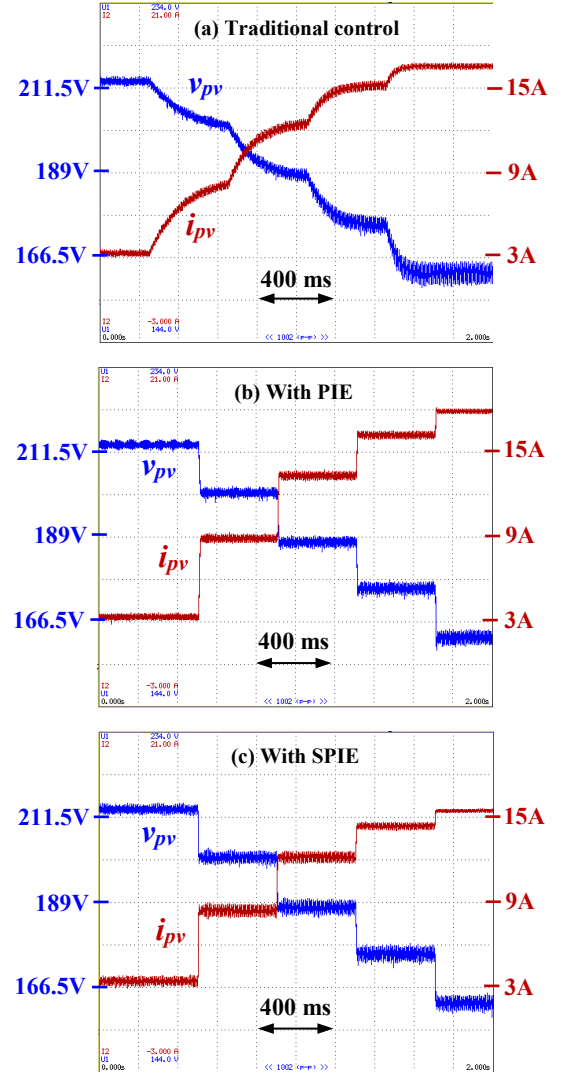 U1 234.0 V
I2 21.00 A
(a) Traditional control
vpv
211.5V
15A
189V
9A
ipv
166.5V
3A
400 ms
I2 -3.000 A
U1 144.0 V
0.000s
<< 1002 (p-p) >>
2.000s
U1 234.0 V
I2 21.00 A
(b) With PIE
211.5V
15A
vpv
189V
9A
ipv
166.5V
3A
400 ms
I2 -3.000 A
U1 144.0 V
0.000s
<< 1002 (p-p) >>
2.000s
U1 234.0 V
I2 21.00 A
(c) With SPIE
211.5V
15A
vpv
189V
9A
ipv
166.5V
3A
400 ms
I2 -3.000 A
U1 144.0 V
0.000s
<< 1002 (p-p) >>
2.000s